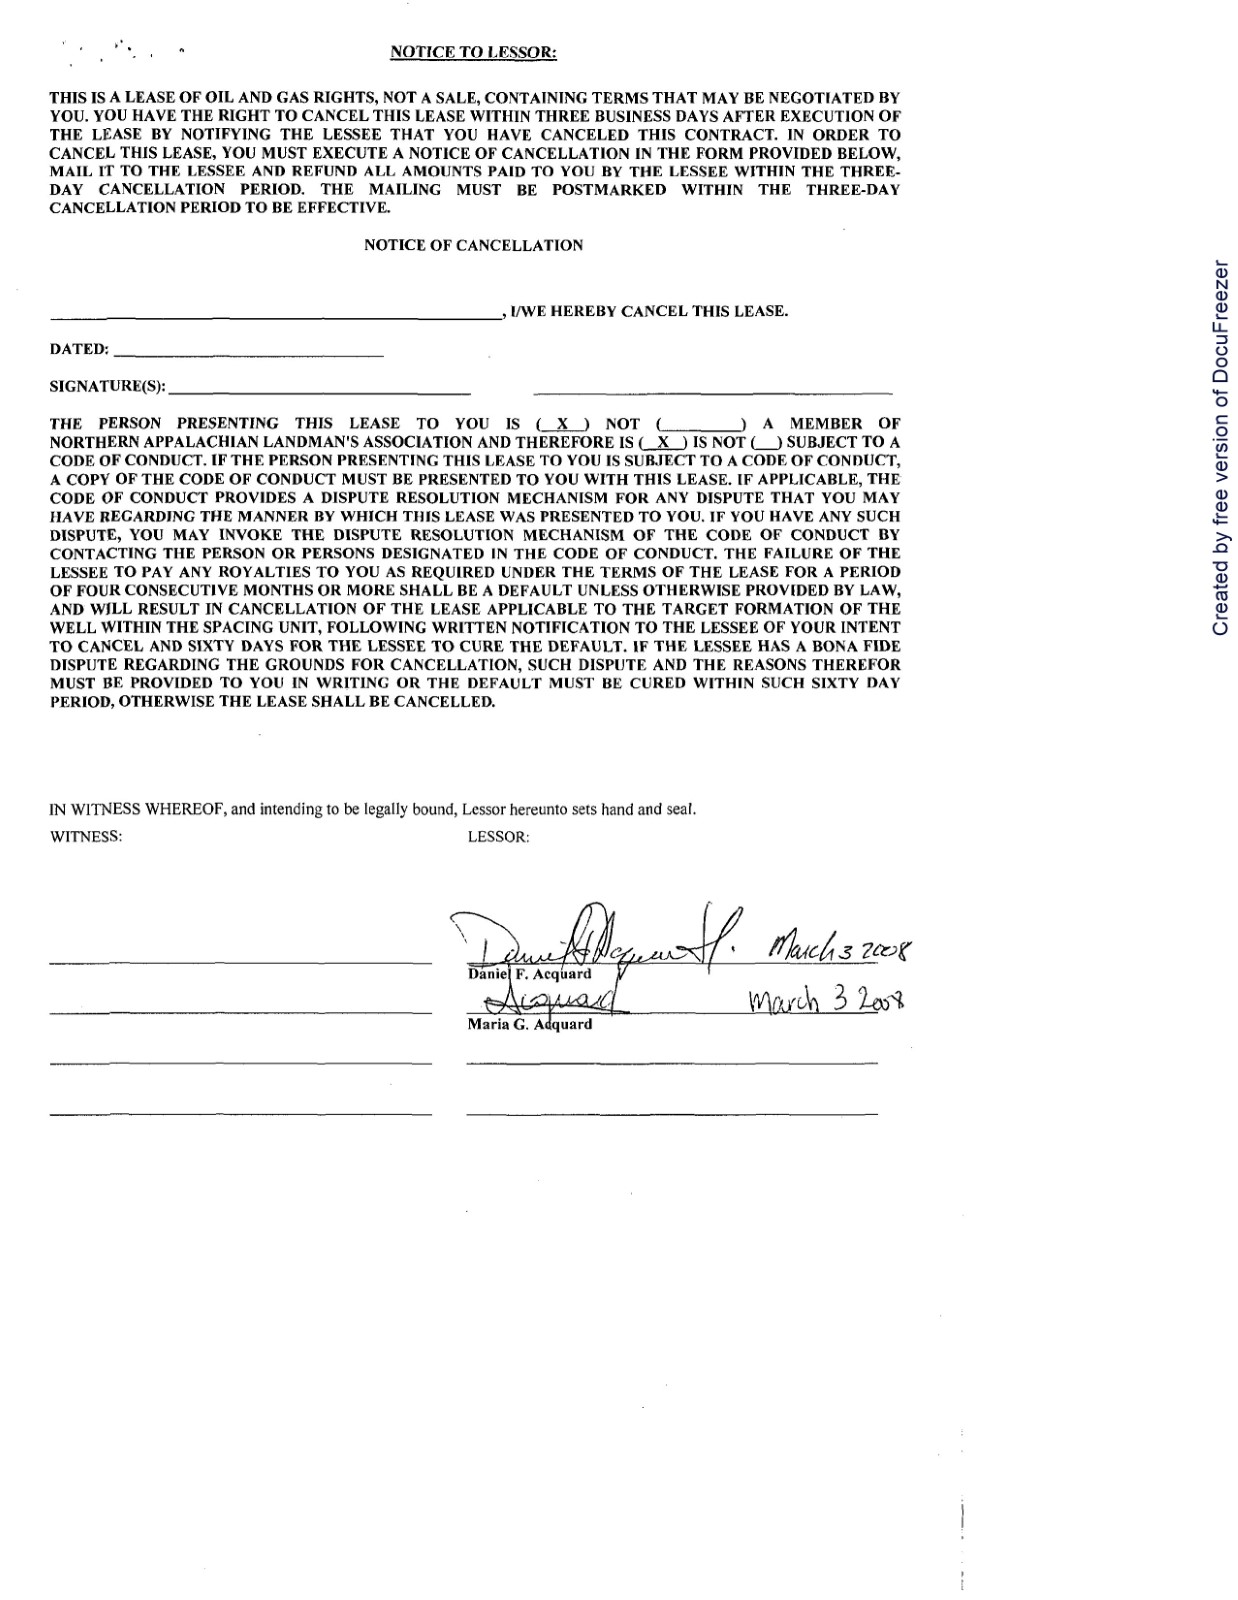 NOTICE TO LESSOR:
THIS IS A LEASE OF OIL AND GAS RIGHTS, NOT A SALE, CONTAINING TERMS THAT MAY BE NEGOTIATED BY
YOU. YOU HAVE THE RIGHT TO CANCEL THIS LEASE WITHIN THREE BUSINESS DAYS AFTER EXECUTION OF
THE LEASE BY NOTIFYING THE LESSEE THAT YOU HAVE CANCELED THIS CONTRACT. IN ORDER TO
CANCEL THIS LEASE, YOU MUST EXECUTE A NOTICE OF CANCELLATION IN THE FORM PROVIDED BELOW,
MAIL IT TO THE LESSEE AND REFUND ALL AMOUNTS PAID TO YOU BY THE LESSEE WITHIN THE THREE-
DAY CANCELLATION PERIOD. THE MAILING MUST BE POSTMARKED WITHIN THE THREE-DAY
CANCELLATION PERIOD TO BE EFFECTIVE.
NOTICE OF CANCELLATION
, I/WE HEREBY CANCEL THIS LEASE.
DATED:
SIGNATURE(S):
THE PERSON PRESENTING THIS LEASE TO YOU IS ( X ) NOT (______) A MEMBER OF
NORTHERN APPALACHIAN LANDMAN'S ASSOCIATION AND THEREFORE IS ( X ) IS NOT (__) SUBJECT TO A
CODE OF CONDUCT. IF THE PERSON PRESENTING THIS LEASE TO YOU IS SUBJECT TO A CODE OF CONDUCT,
A COPY OF THE CODE OF CONDUCT MUST BE PRESENTED TO YOU WITH THIS LEASE. IF APPLICABLE, THE
CODE OF CONDUCT PROVIDES A DISPUTE RESOLUTION MECHANISM FOR ANY DISPUTE THAT YOU MAY
HAVE REGARDING THE MANNER BY WHICH THIS LEASE WAS PRESENTED TO YOU. IF YOU HAVE ANY SUCH
DISPUTE, YOU MAY INVOKE THE DISPUTE RESOLUTION MECHANISM OF THE CODE OF CONDUCT BY
CONTACTING THE PERSON OR PERSONS DESIGNATED IN THE CODE OF CONDUCT. THE FAILURE OF THE
LESSEE TO PAY ANY ROYALTIES TO YOU AS REQUIRED UNDER THE TERMS OF THE LEASE FOR A PERIOD
OF FOUR CONSECUTIVE MONTHS OR MORE SHALL BE A DEFAULT UNLESS OTHERWISE PROVIDED BY LAW,
AND WILL RESULT IN CANCELLATION OF THE LEASE APPLICABLE TO THE TARGET FORMATION OF THE
WELL WITHIN THE SPACING UNIT, FOLLOWING WRITTEN NOTIFICATION TO THE LESSEE OF YOUR INTENT
TO CANCEL AND SIXTY DAYS FOR THE LESSEE TO CURE THE DEFAULT. IF THE LESSEE HAS A BONA FIDE
DISPUTE REGARDING THE GROUNDS FOR CANCELLATION, SUCH DISPUTE AND THE REASONS THEREFOR
MUST BE PROVIDED TO YOU IN WRITING OR THE DEFAULT MUST BE CURED WITHIN SUCH SIXTY DAY
PERIOD, OTHERWISE THE LEASE SHALL BE CANCELLED.
IN WITNESS WHEREOF, and intending to be legally bound, Lessor hereunto sets hand and seal.
WITNESS: LESSOR:
March 3 2008
Daniel F. Acquard
Acquard March 3 2008
Maria G. Adquard
Created by free version of DocuFreezer